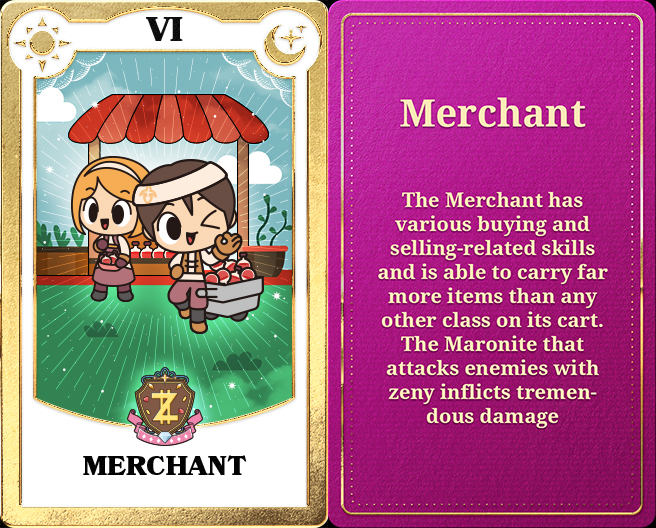 VI
MERCHANT
Merchant
The Merchant has
various buying and
selling-related skills
and is able to carry far
more items than any
other class on its cart.
The Maronite that
attacks enemies with
zeny inflicts tremen-
dous damage